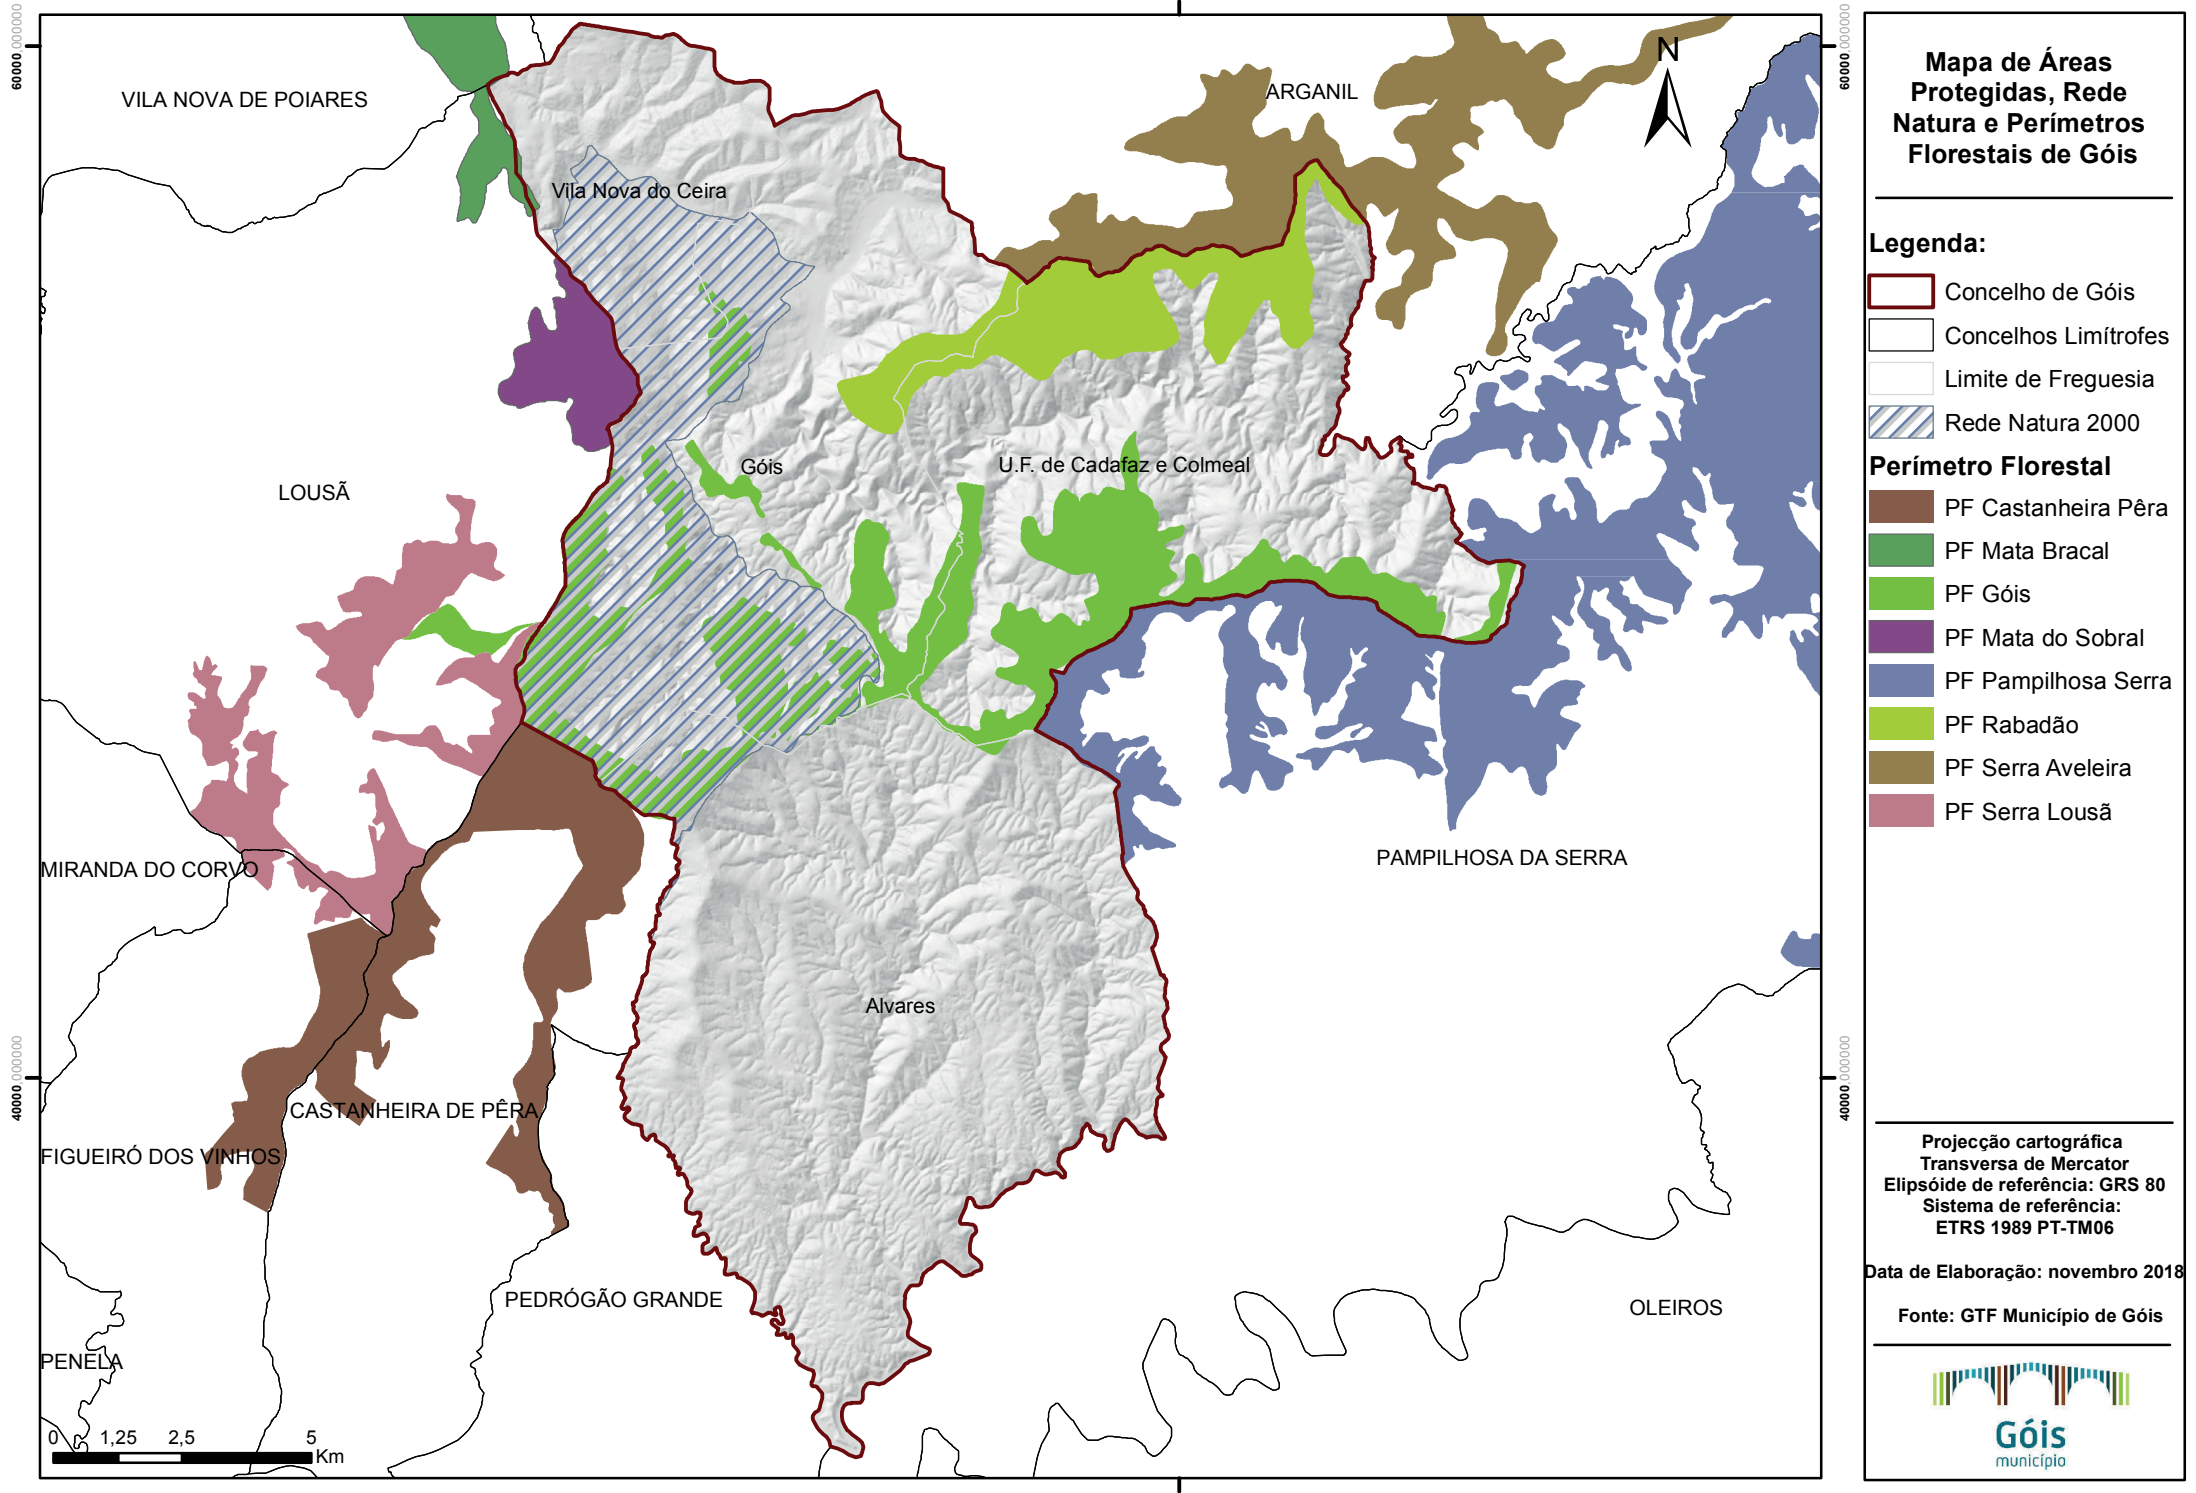 60000,000000
60000,000000
VILA NOVA DE POIARES
ARGANIL
N
Vila Nova do Ceira
Góis
U.F. de Cadafaz e Colmeal
LOUSÃ
MIRANDA DO CORVO
PAMPILHOSA DA SERRA
Alvares
40000,000000
40000,000000
CASTANHEIRA DE PÊRA
FIGUEIRÓ DOS VINHOS
PEDRÓGÃO GRANDE
OLEIROS
PENELA
0 1,25 2,5 5
Km
Mapa de Áreas
Protegidas, Rede
Natura e Perímetros
Florestais de Góis
Legenda:
Concelho de Góis
Concelhos Limítrofes
Limite de Freguesia
Rede Natura 2000
Perímetro Florestal
PF Castanheira Pêra
PF Mata Bracal
PF Góis
PF Mata do Sobral
PF Pampilhosa Serra
PF Rabadão
PF Serra Aveleira
PF Serra Lousã
Projecção cartográfica
Transversa de Mercator
Elipsóide de referência: GRS 80
Sistema de referência:
ETRS 1989 PT-TM06
Data de Elaboração: novembro 2018
Fonte: GTF Município de Góis
Góis
município